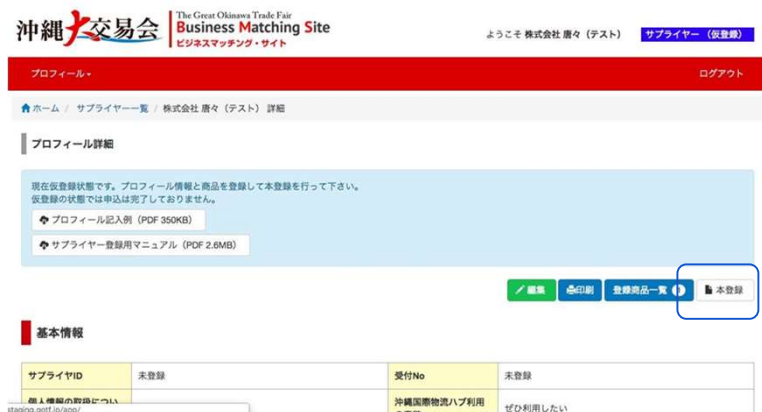 沖縄大交易会
The Great Okinawa Trade Fair
Business Matching Site
ビジネスマッチング・サイト
ようこそ 株式会社 唐々（テスト）
サプライヤー（仮登録）
プロフィール
ログアウト
ホーム / サプライヤー一覧 / 株式会社 唐々（テスト） 詳細
プロフィール詳細
現在仮登録状態です。プロフィール情報と商品を登録して本登録を行って下さい。
仮登録の状態では申込は完了しておりません。
プロフィール記入例（PDF 350KB）
サプライヤー登録用マニュアル（PDF 2.6MB）
編集
印刷
登録商品一覧
本登録
基本情報
サプライヤID
未登録
受付No
未登録
個人情報の取扱につい
沖縄国際物流ハブ利用
ぜひ利用したい
staging.gotf.jp/app/